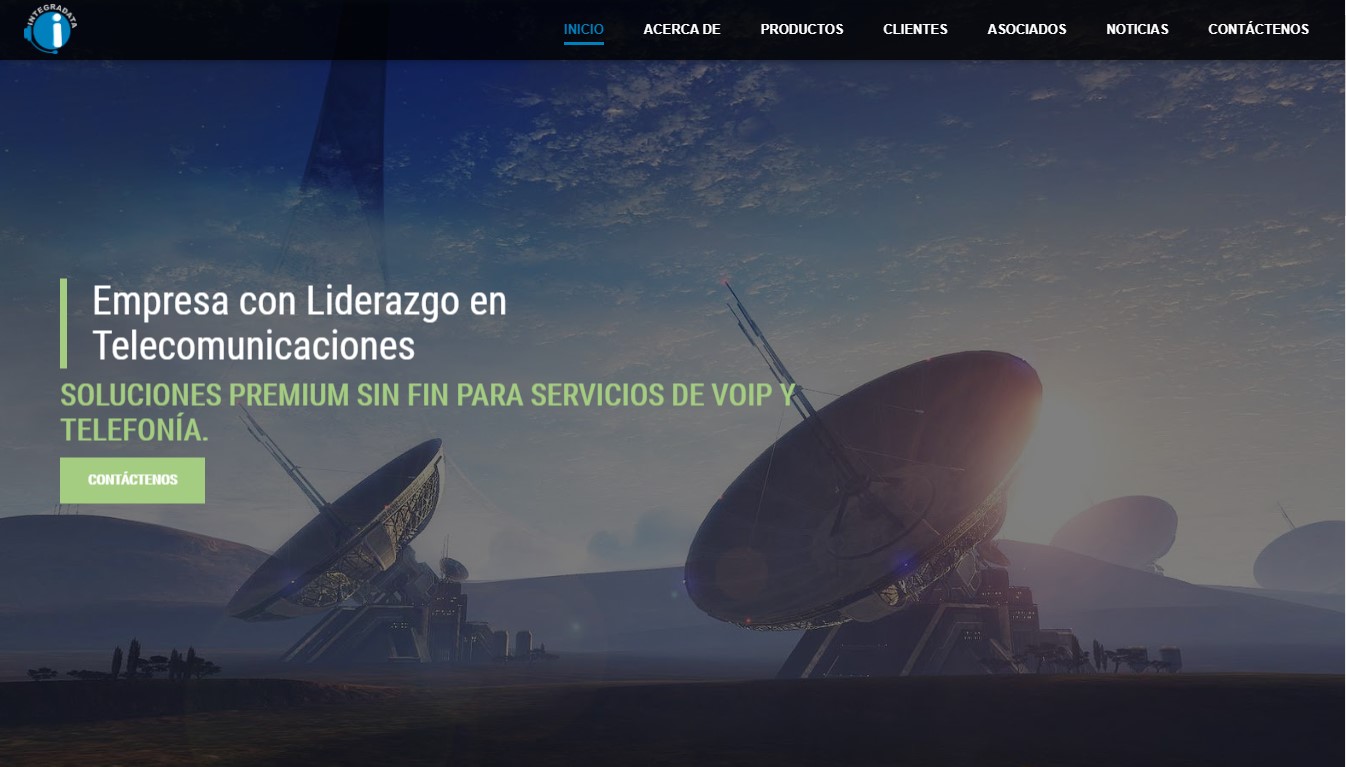 INTEGRADATA
i
INICIO ACERCA DE PRODUCTOS CLIENTES ASOCIADOS NOTICIAS CONTÁCTENOS
Empresa con Liderazgo en
Telecomunicaciones
SOLUCIONES PREMIUM SIN FIN PARA SERVICIOS DE VOIP Y
TELEFONÍA.
CONTÁCTENOS